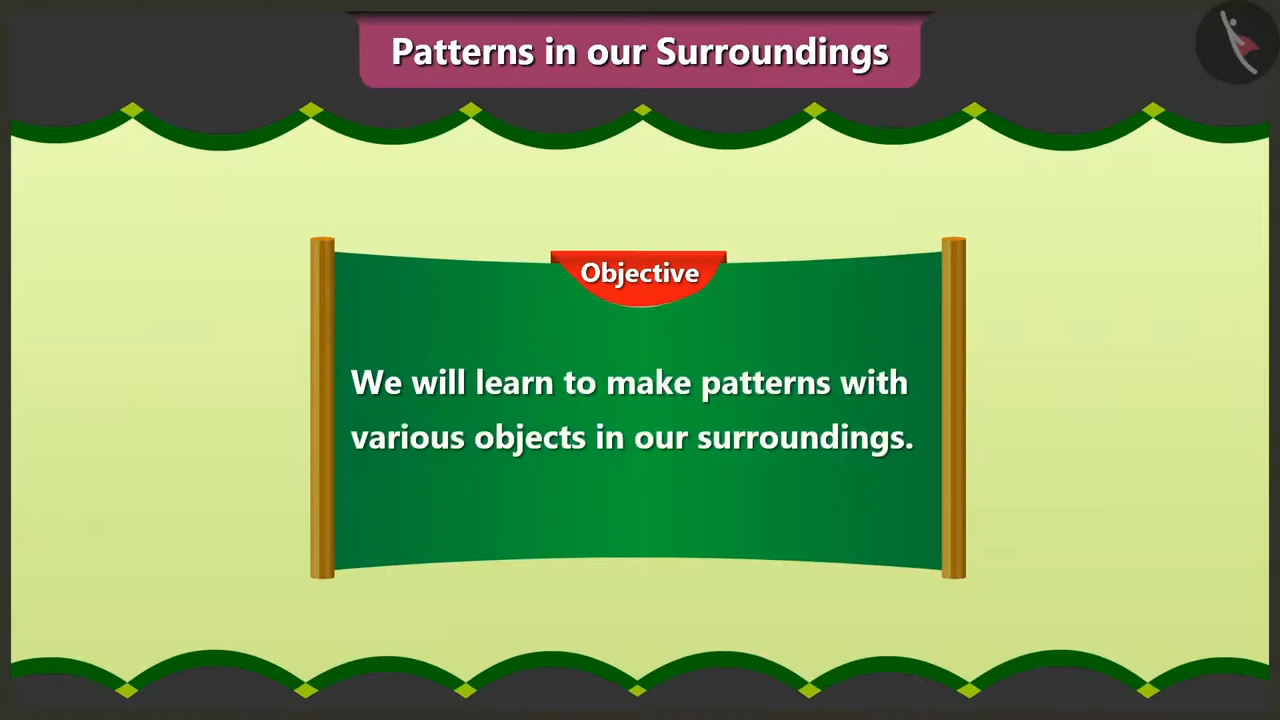 Patterns in our Surroundings
Objective
We will learn to make patterns with
various objects in our surroundings.